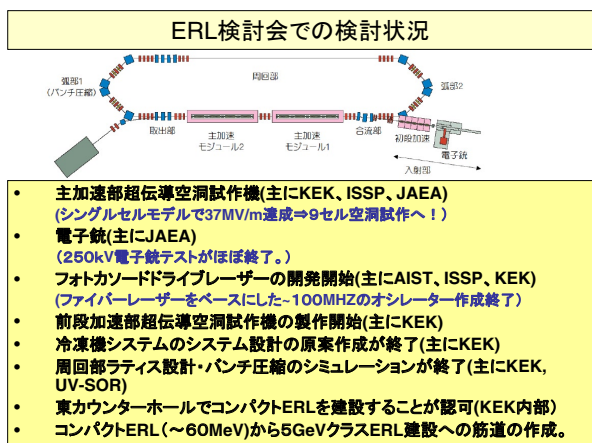 ERL検討会での検討状況
弧部1
(バンチ圧縮)
周回部
弧部2
取出部
主加速
モジュール2
主加速
モジュール1
合流部
初段加速
電子銃
入射部
• 主加速部超伝導空洞試作機(主にKEK、ISSP、JAEA)
(シングルセルモデルで37MV/m達成⇒9セル空洞試作へ！)
• 電子銃(主にJAEA)
(250kV電子銃テストがほぼ終了。)
• フォトカソードドライブレーザーの開発開始(主にAIST、ISSP、KEK)
(ファイバーレーザーをベースにした~100MHZのオシレーター作成終了)
• 前段加速部超伝導空洞試作機の製作開始(主にKEK)
• 冷凍機システムのシステム設計の原案作成が終了(主にKEK)
• 周回部ラティス設計・バンチ圧縮のシミュレーションが終了(主にKEK,
UV-SOR)
• 東カウンターホールでコンパクトERLを建設することが認可(KEK内部)
• コンパクトERL(～60MeV)から5GeVクラスERL建設への筋道の作成。